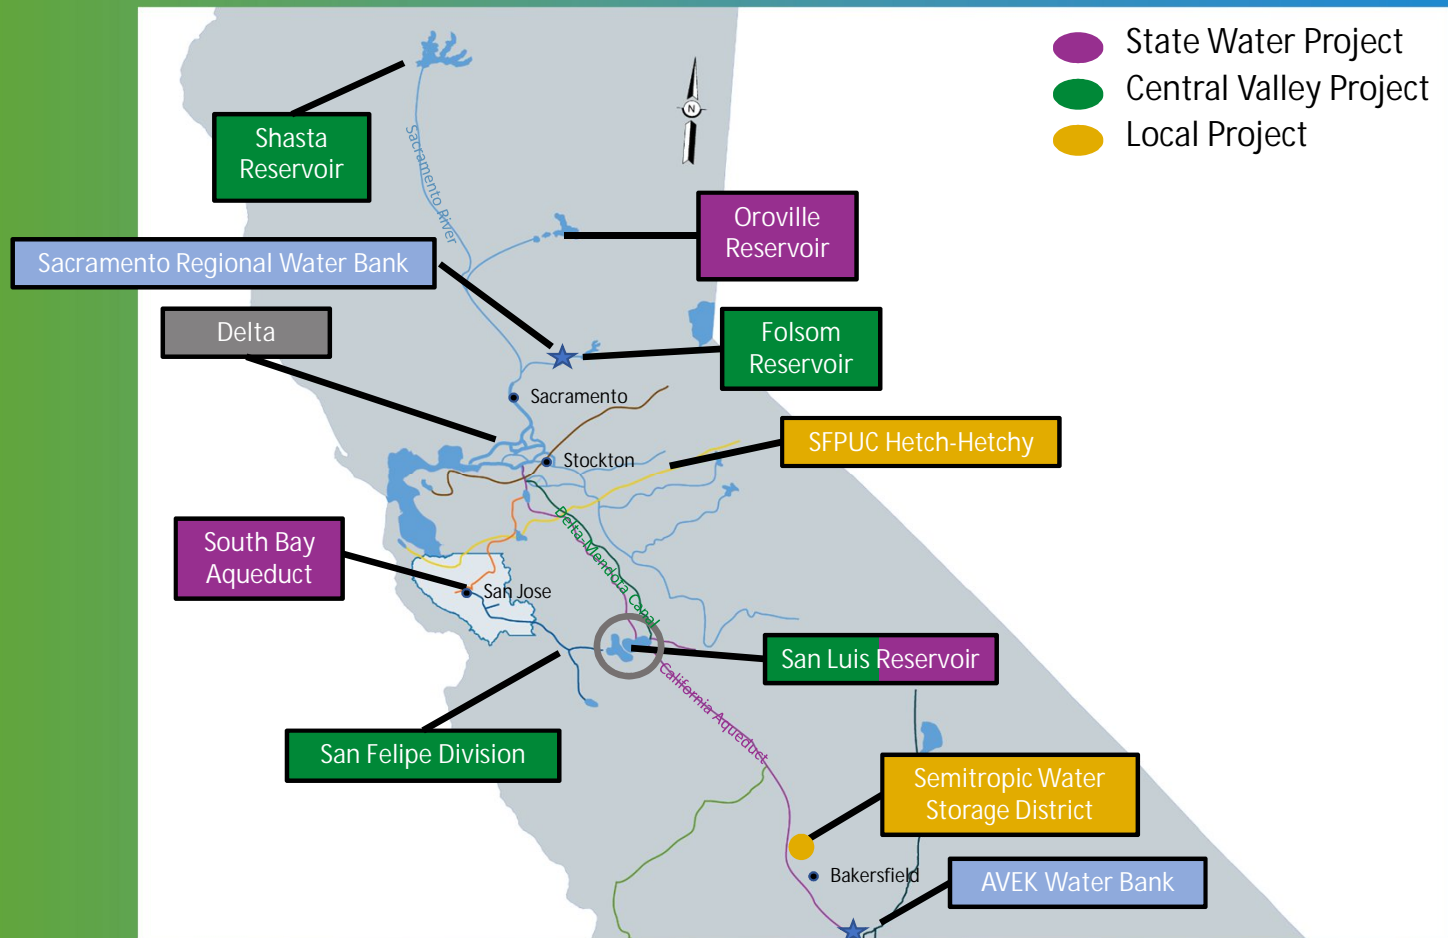 State Water Project
Central Valley Project
Local Project
N
Shasta
Reservoir
Sacramento River
Oroville
Reservoir
Sacramento Regional Water Bank
Delta
Folsom
Reservoir
Sacramento
SFPUC Hetch-Hetchy
Stockton
South Bay
Aqueduct
Delta-Mendota Canal
San Jose
San Luis Reservoir
California Aqueduct
San Felipe Division
Semitropic Water
Storage District
Bakersfield
AVEK Water Bank